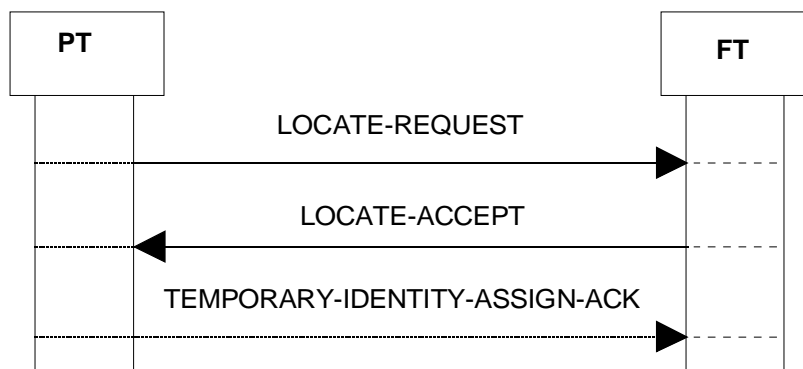 PT
FT
LOCATE-REQUEST
LOCATE-ACCEPT
TEMPORARY-IDENTITY-ASSIGN-ACK